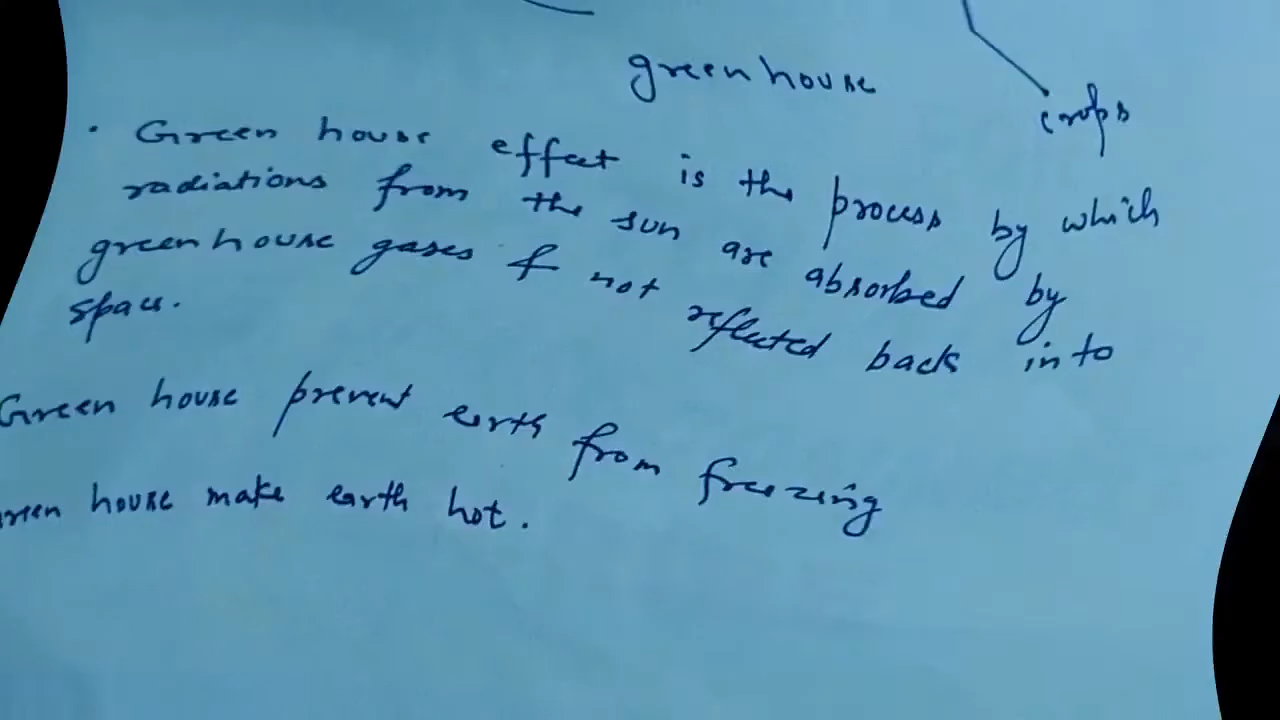 greenhouse
crops
. Green house effect is the process by which
radiations from the sun are absorbed by
greenhouse gases & not reflected back into
space.
Green house prevent earth from freezing
reen house make earth hot.